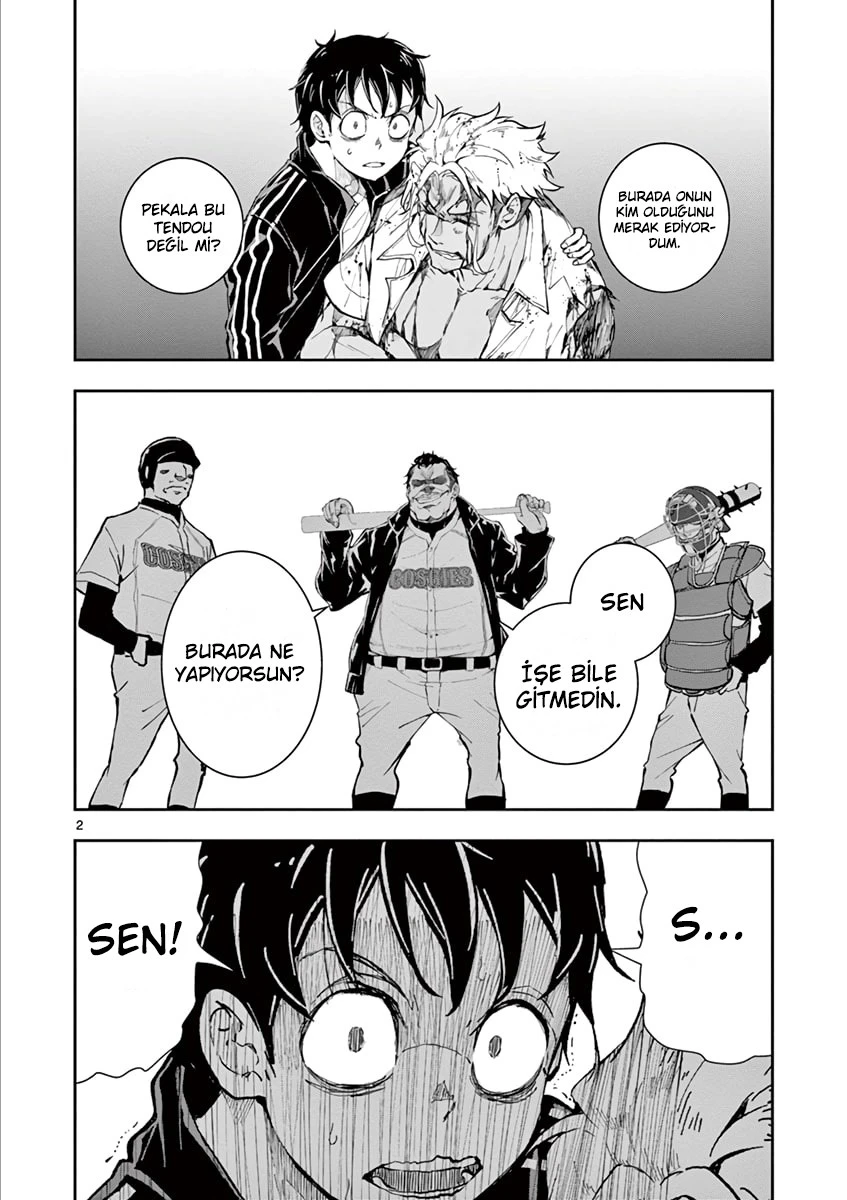 BURADA ONUN
KİM OLDUĞUNU
MERAK EDİYOR-
DUM.
PEKALA BU
TENDOU
DEĞİL Mİ?
SEN
İŞE BİLE
GİTMEDİN.
BURADA NE
YAPIYORSUN?
COSGIES
2
S...
SEN!